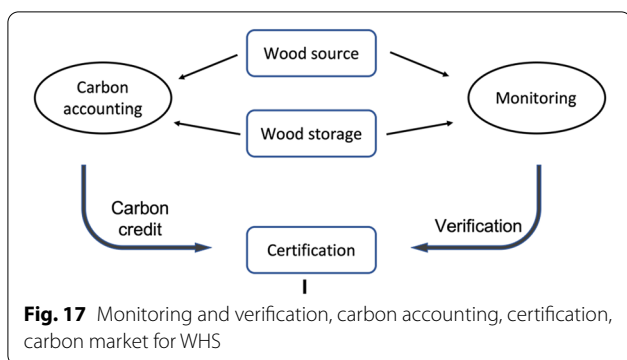 Wood source
Carbon
accounting
Monitoring
Wood storage
Carbon
credit
Verification
Certification
Fig. 17 Monitoring and verification, carbon accounting, certification,
carbon market for WHS